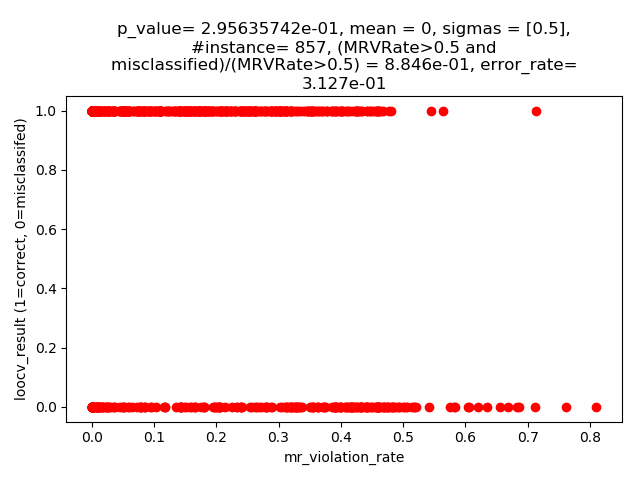 p_value= 2.95635742e-01, mean = 0, sigmas = [0.5],
#instance= 857, (MRVRate>0.5 and
misclassified)/(MRVRate>0.5) = 8.846e-01, error_rate=
3.127e-01
loocv_result (1=correct, 0=misclassifed)
1.0
0.8
0.6
0.4
0.2
0.0
0.0 0.1 0.2 0.3 0.4 0.5 0.6 0.7 0.8
mr_violation_rate